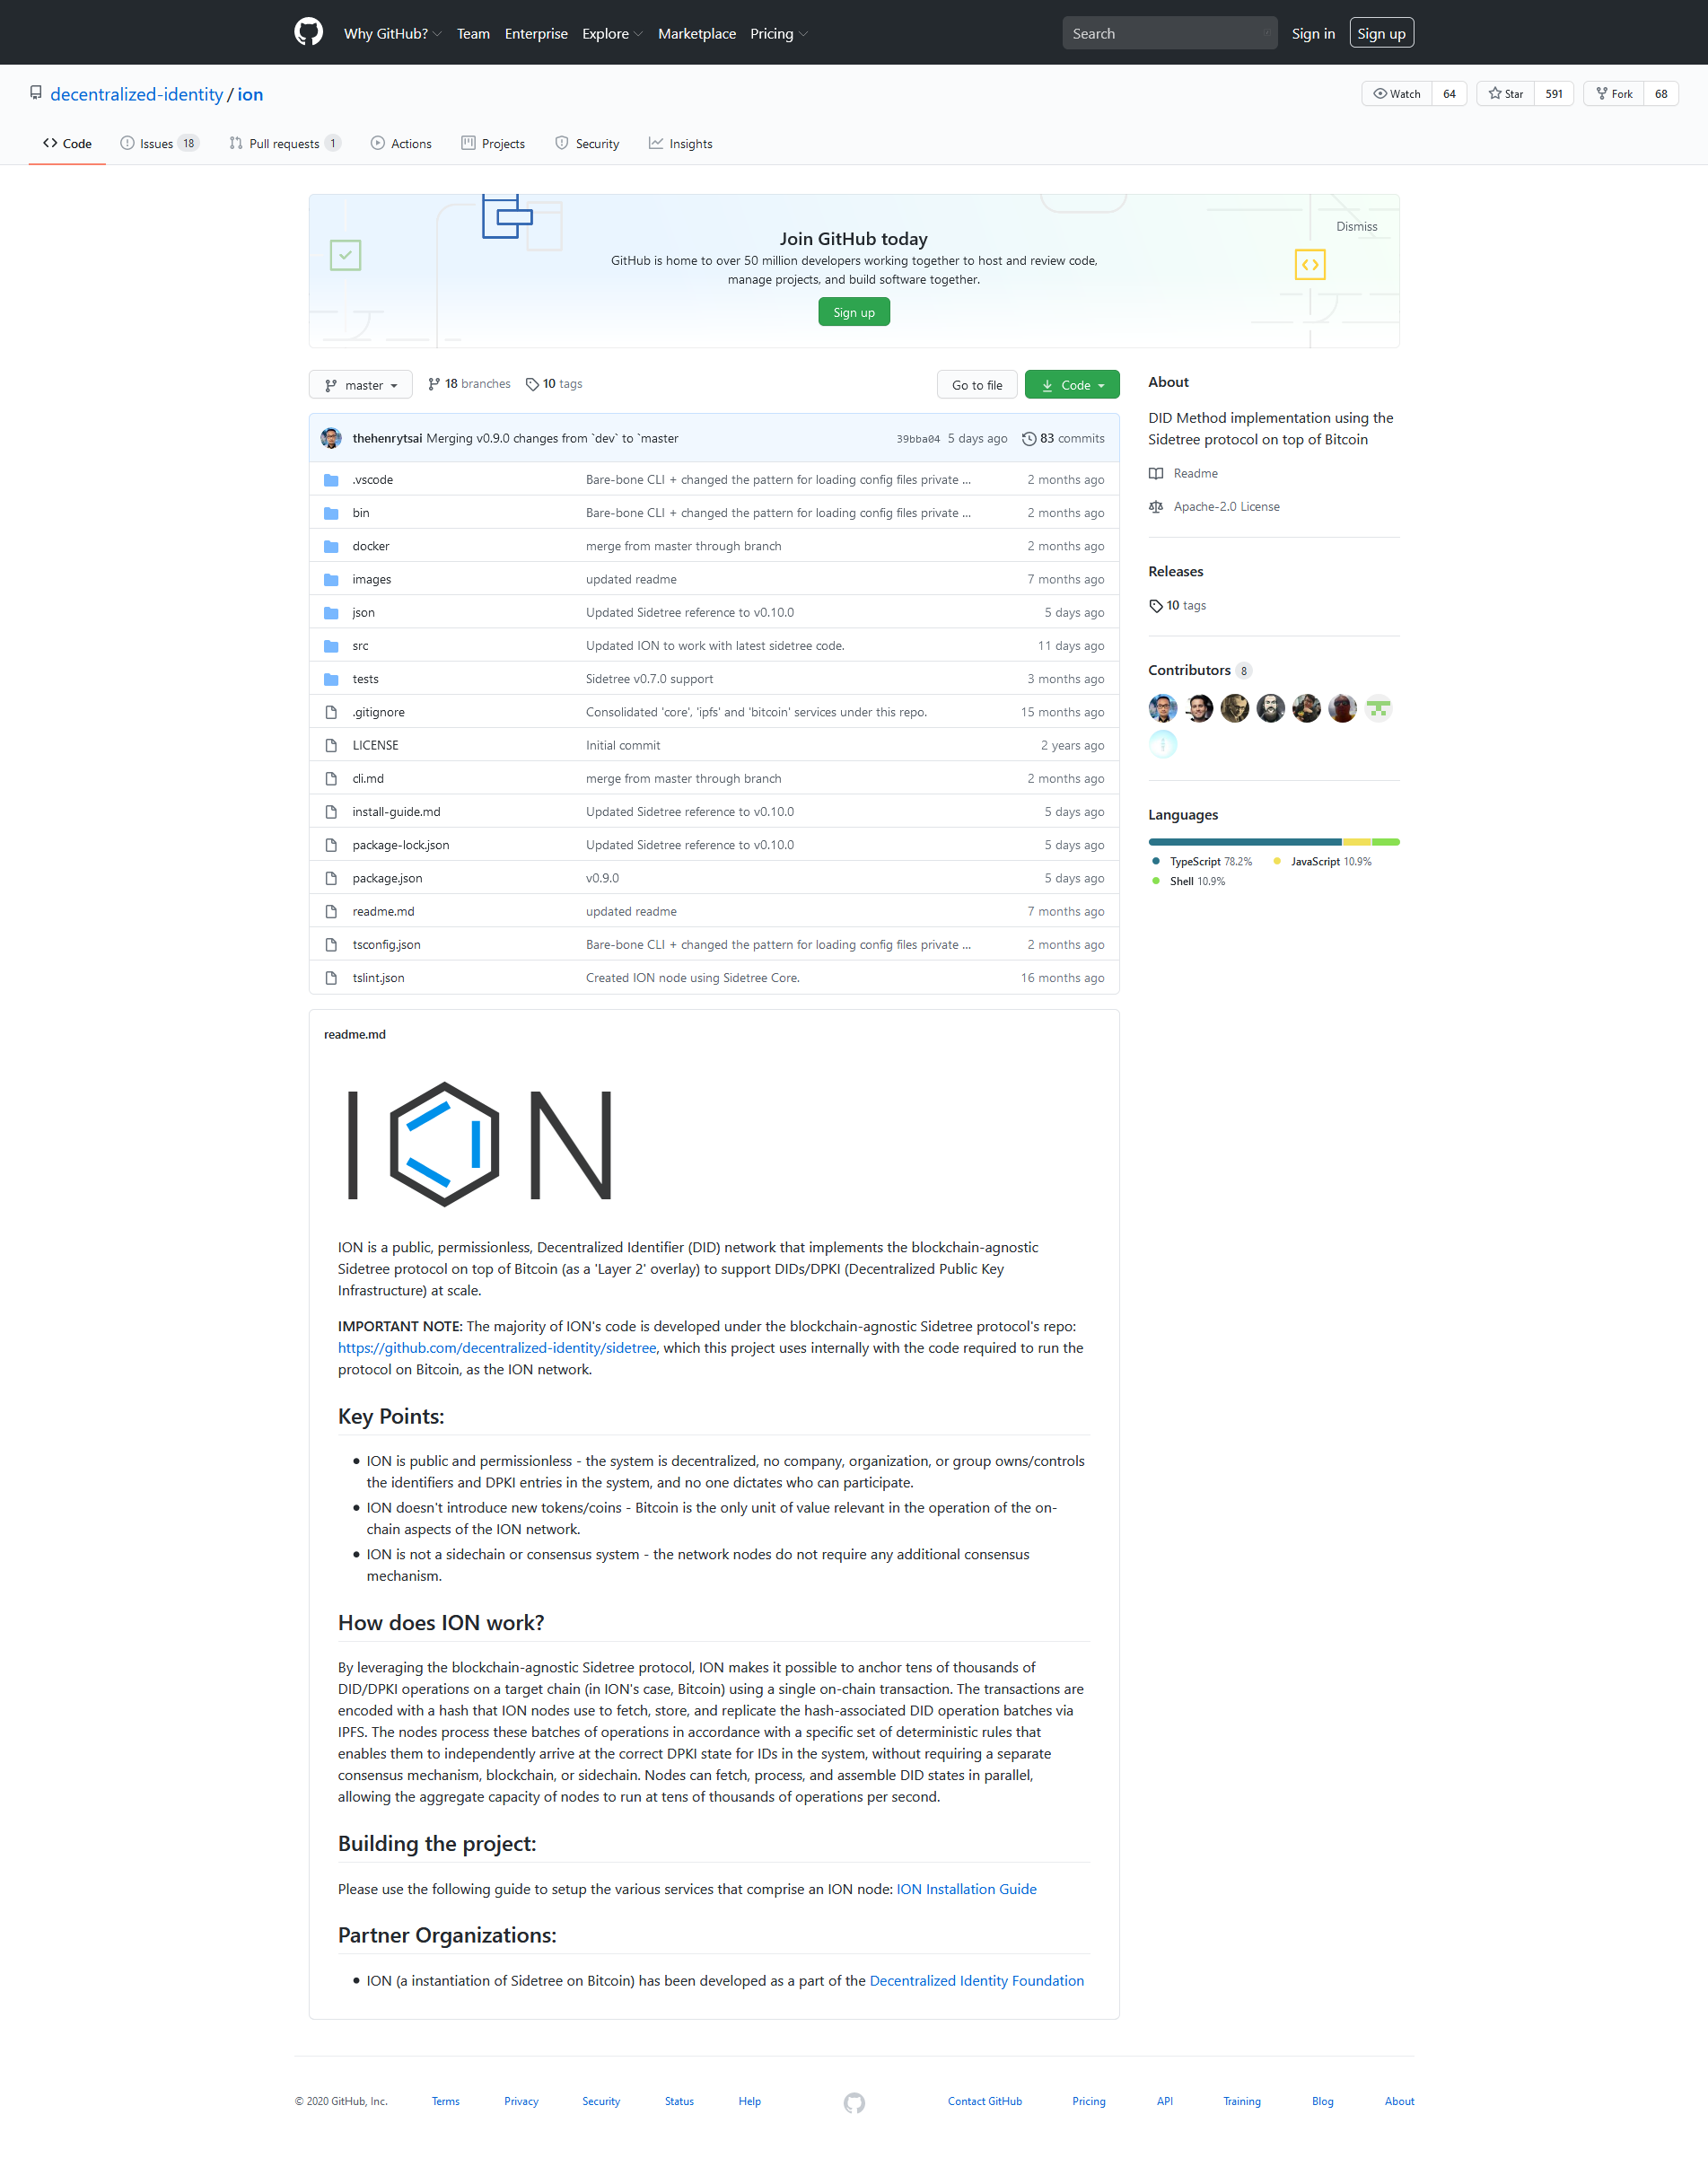 Why GitHub? Team Enterprise Explore Marketplace Pricing Search Sign in Sign up
decentralized-identity / ion Watch 64 Star 591 Fork 68
Code Issues 18 Pull requests 1 Actions Projects Security Insights
Dismiss
Join GitHub today
GitHub is home to over 50 million developers working together to host and review code,
manage projects, and build software together.
Sign up
master 18 branches 10 tags Go to file Code
thehenrytsai Merging v0.9.0 changes from `dev` to `master 39bba04 5 days ago 83 commits
.vscode Bare-bone CLI + changed the pattern for loading config files private ... 2 months ago
bin Bare-bone CLI + changed the pattern for loading config files private ... 2 months ago
docker merge from master through branch 2 months ago
images updated readme 7 months ago
json Updated Sidetree reference to v0.10.0 5 days ago
src Updated ION to work with latest sidetree code. 11 days ago
tests Sidetree v0.7.0 support 3 months ago
.gitignore Consolidated 'core', 'ipfs' and 'bitcoin' services under this repo. 15 months ago
LICENSE Initial commit 2 years ago
cli.md merge from master through branch 2 months ago
install-guide.md Updated Sidetree reference to v0.10.0 5 days ago
package-lock.json Updated Sidetree reference to v0.10.0 5 days ago
package.json v0.9.0 5 days ago
readme.md updated readme 7 months ago
tsconfig.json Bare-bone CLI + changed the pattern for loading config files private ... 2 months ago
tslint.json Created ION node using Sidetree Core. 16 months ago
About
DID Method implementation using the
Sidetree protocol on top of Bitcoin
Readme
Apache-2.0 License
Releases
10 tags
Contributors 8
Languages
TypeScript 78.2% JavaScript 10.9%
Shell 10.9%
readme.md
ION
ION is a public, permissionless, Decentralized Identifier (DID) network that implements the blockchain-agnostic
Sidetree protocol on top of Bitcoin (as a 'Layer 2' overlay) to support DIDs/DPKI (Decentralized Public Key
Infrastructure) at scale.
IMPORTANT NOTE: The majority of ION's code is developed under the blockchain-agnostic Sidetree protocol's repo:
https://github.com/decentralized-identity/sidetree, which this project uses internally with the code required to run the
protocol on Bitcoin, as the ION network.
Key Points:
• ION is public and permissionless - the system is decentralized, no company, organization, or group owns/controls
the identifiers and DPKI entries in the system, and no one dictates who can participate.
• ION doesn't introduce new tokens/coins - Bitcoin is the only unit of value relevant in the operation of the on-
chain aspects of the ION network.
• ION is not a sidechain or consensus system - the network nodes do not require any additional consensus
mechanism.
How does ION work?
By leveraging the blockchain-agnostic Sidetree protocol, ION makes it possible to anchor tens of thousands of
DID/DPKI operations on a target chain (in ION's case, Bitcoin) using a single on-chain transaction. The transactions are
encoded with a hash that ION nodes use to fetch, store, and replicate the hash-associated DID operation batches via
IPFS. The nodes process these batches of operations in accordance with a specific set of deterministic rules that
enables them to independently arrive at the correct DPKI state for IDs in the system, without requiring a separate
consensus mechanism, blockchain, or sidechain. Nodes can fetch, process, and assemble DID states in parallel,
allowing the aggregate capacity of nodes to run at tens of thousands of operations per second.
Building the project:
Please use the following guide to setup the various services that comprise an ION node: ION Installation Guide
Partner Organizations:
• ION (a instantiation of Sidetree on Bitcoin) has been developed as a part of the Decentralized Identity Foundation
© 2020 GitHub, Inc. Terms Privacy Security Status Help Contact GitHub Pricing API Training Blog About